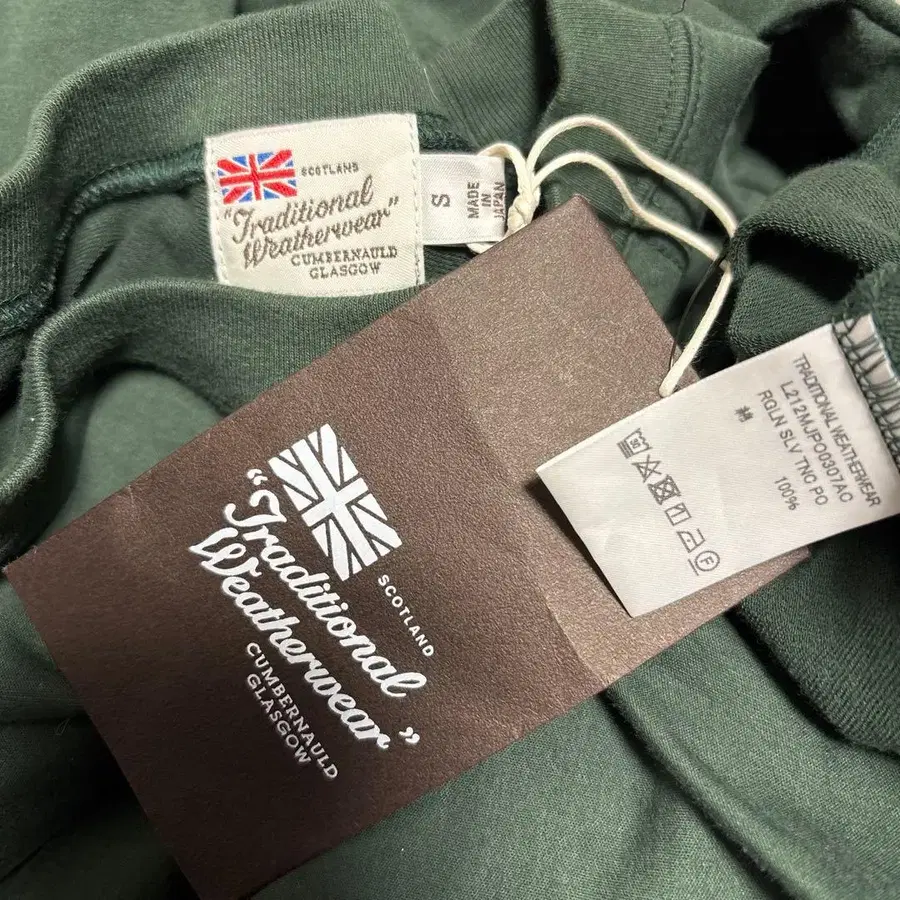 SCOTLAND
"Traditional
Weatherwear"
CUMBERNAULD
GLASGOW
S
MADE
IN
JAPAN
SCOTLAND
"Traditional
Weatherwear"
CUMBERNAULD
GLASGOW
TRADITIONAL WEATHERWEAR
L212MJPO0307AC
RGLN SLV TNC PO
100%